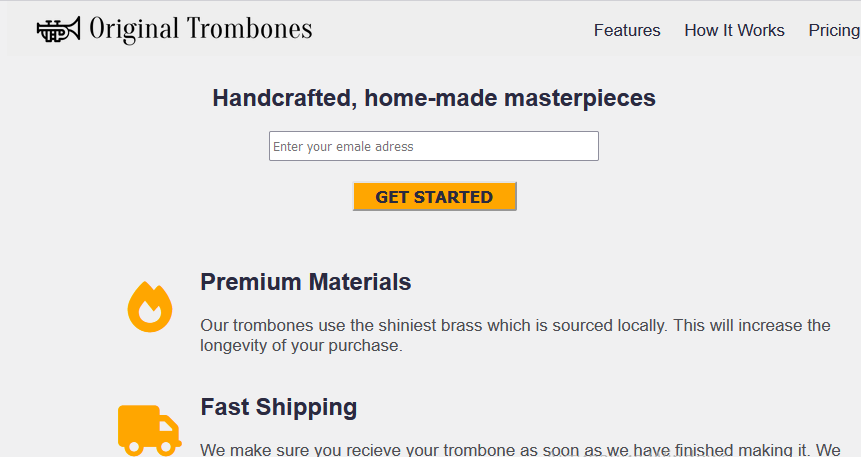 Original Trombones
Features How It Works Pricing
Handcrafted, home-made masterpieces
Enter your emale adress
GET STARTED
Premium Materials
Our trombones use the shiniest brass which is sourced locally. This will increase the
longevity of your purchase.
Fast Shipping
We make sure you recieve your trombone as soon as we have finished making it. We